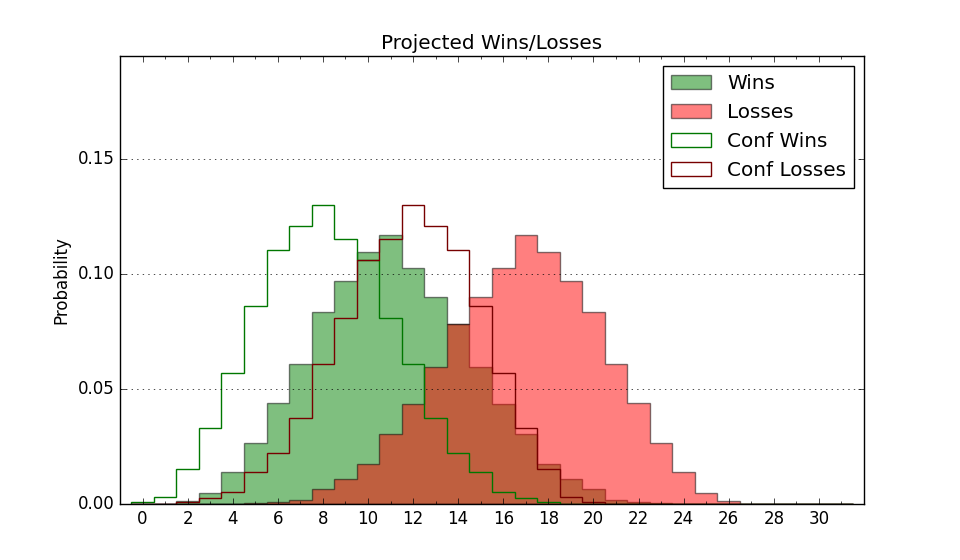 Projected Wins/Losses
Wins
Losses
Conf Wins
Conf Losses
Probability
0.15
0.10
0.05
0.00
0 2 4 6 8 10 12 14 16 18 20 22 24 26 28 30